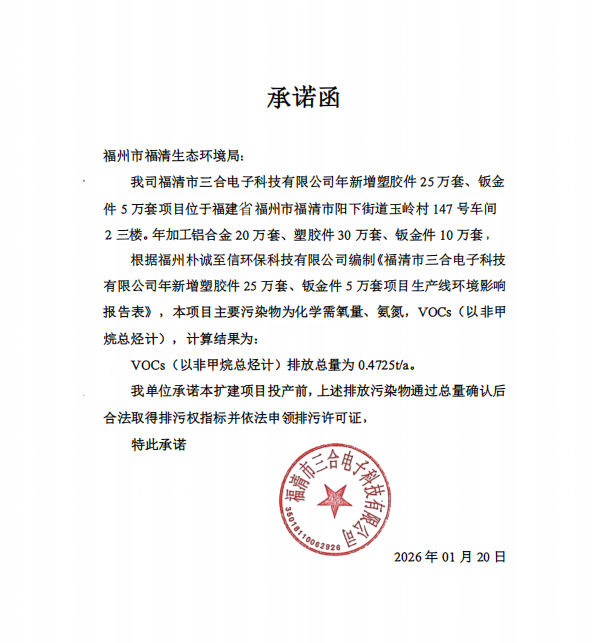 承诺函
福州市福清生态环境局：
我司福清市三合电子科技有限公司年新增塑胶件 25 万套、钣金
件 5 万套项目位于福建省福州市福清市阳下街道玉岭村 147 号车间
2 三楼。年加工铝合金 20 万套、塑胶件 30 万套、钣金件 10 万套，
根据福州朴诚至信环保科技有限公司编制《福清市三合电子科技
有限公司年新增塑胶件 25 万套、钣金件 5 万套项目生产线环境影响
报告表》，本项目主要污染物为化学需氧量、氨氮，VOCs（以非甲
烷总烃计），计算结果为：
VOCs（以非甲烷总烃计）排放总量为 0.4725t/a。
我单位承诺本扩建项目投产前，上述排放污染物通过总量确认后
合法取得排污权指标并依法申领排污许可证，
特此承诺
福清市三合电子科技有限公司
35018110062926
2026 年 01 月 20 日